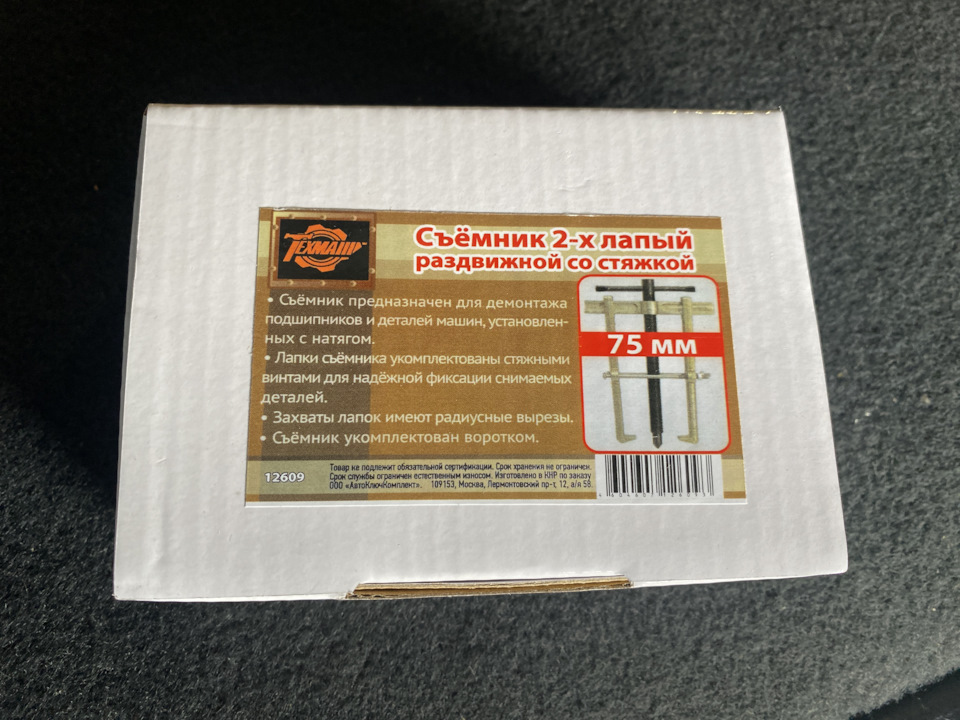 ТЕХМАШ
Съёмник 2-х лапый
раздвижной со стяжкой
• Съёмник предназначен для демонтажа
подшипников и деталей машин, установлен-
ных с натягом.
• Лапки съёмника укомплектованы стяжными
винтами для надёжной фиксации снимаемых
деталей.
• Захваты лапок имеют радиусные вырезы.
• Съёмник укомплектован воротком.
75 мм
12609
Товар не подлежит обязательной сертификации. Срок хранения не ограничен.
Срок службы ограничен естественным износом. Изготовлено в КНР по заказу
ООО «АвтоКлючКомплект». 109153, Москва, Лермонтовский пр-т, 12, а/я 58.